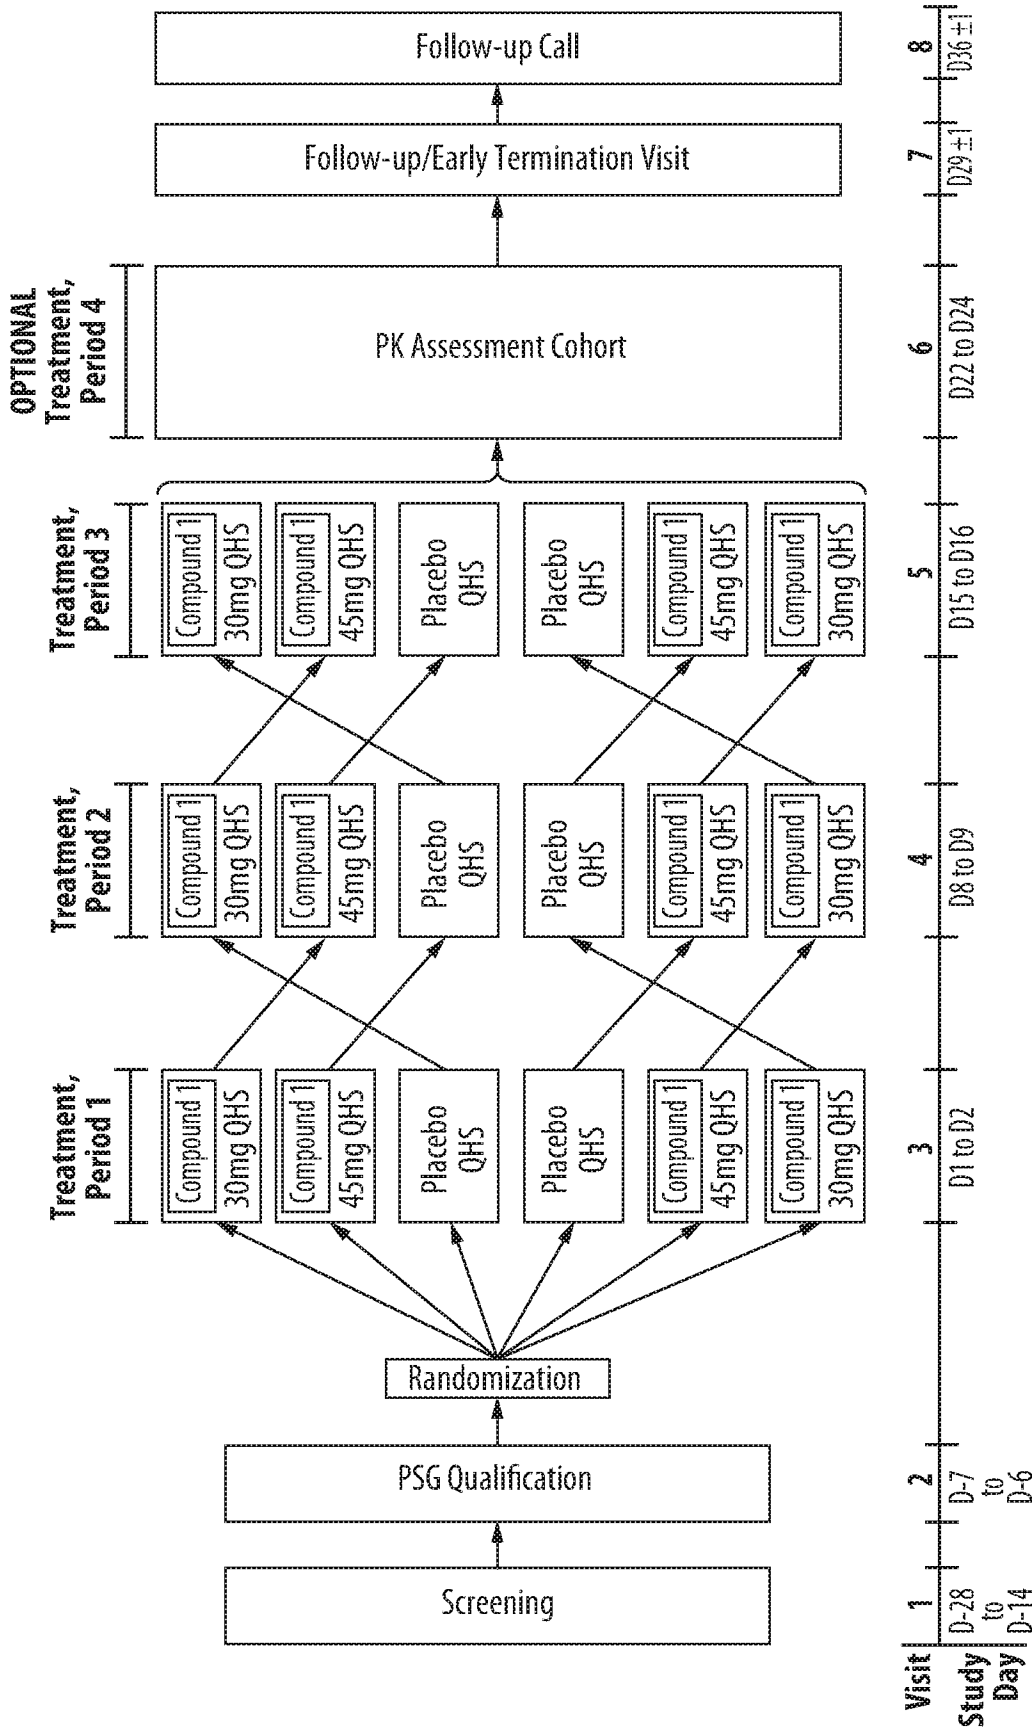 Screening
PSG Qualification
Randomization
Treatment,
Period 1
Compound 1
30mg QHS
Compound 1
45mg QHS
Placebo
QHS
Placebo
QHS
Compound 1
45mg QHS
Compound 1
30mg QHS
Treatment,
Period 2
Compound 1
30mg QHS
Compound 1
45mg QHS
Placebo
QHS
Placebo
QHS
Compound 1
45mg QHS
Compound 1
30mg QHS
Treatment,
Period 3
Compound 1
30mg QHS
Compound 1
45mg QHS
Placebo
QHS
Placebo
QHS
Compound 1
45mg QHS
Compound 1
30mg QHS
OPTIONAL
Treatment,
Period 4
PK Assessment Cohort
Follow-up/Early Termination Visit
Follow-up Call
Visit 1 2 3 4 5 6 7 8
Study
Day
D-28
to
D-14
D-7
to
D-6
D1 to D2
D8 to D9
D15 to D16
D22 to D24
D29 ±1
D36 ±1